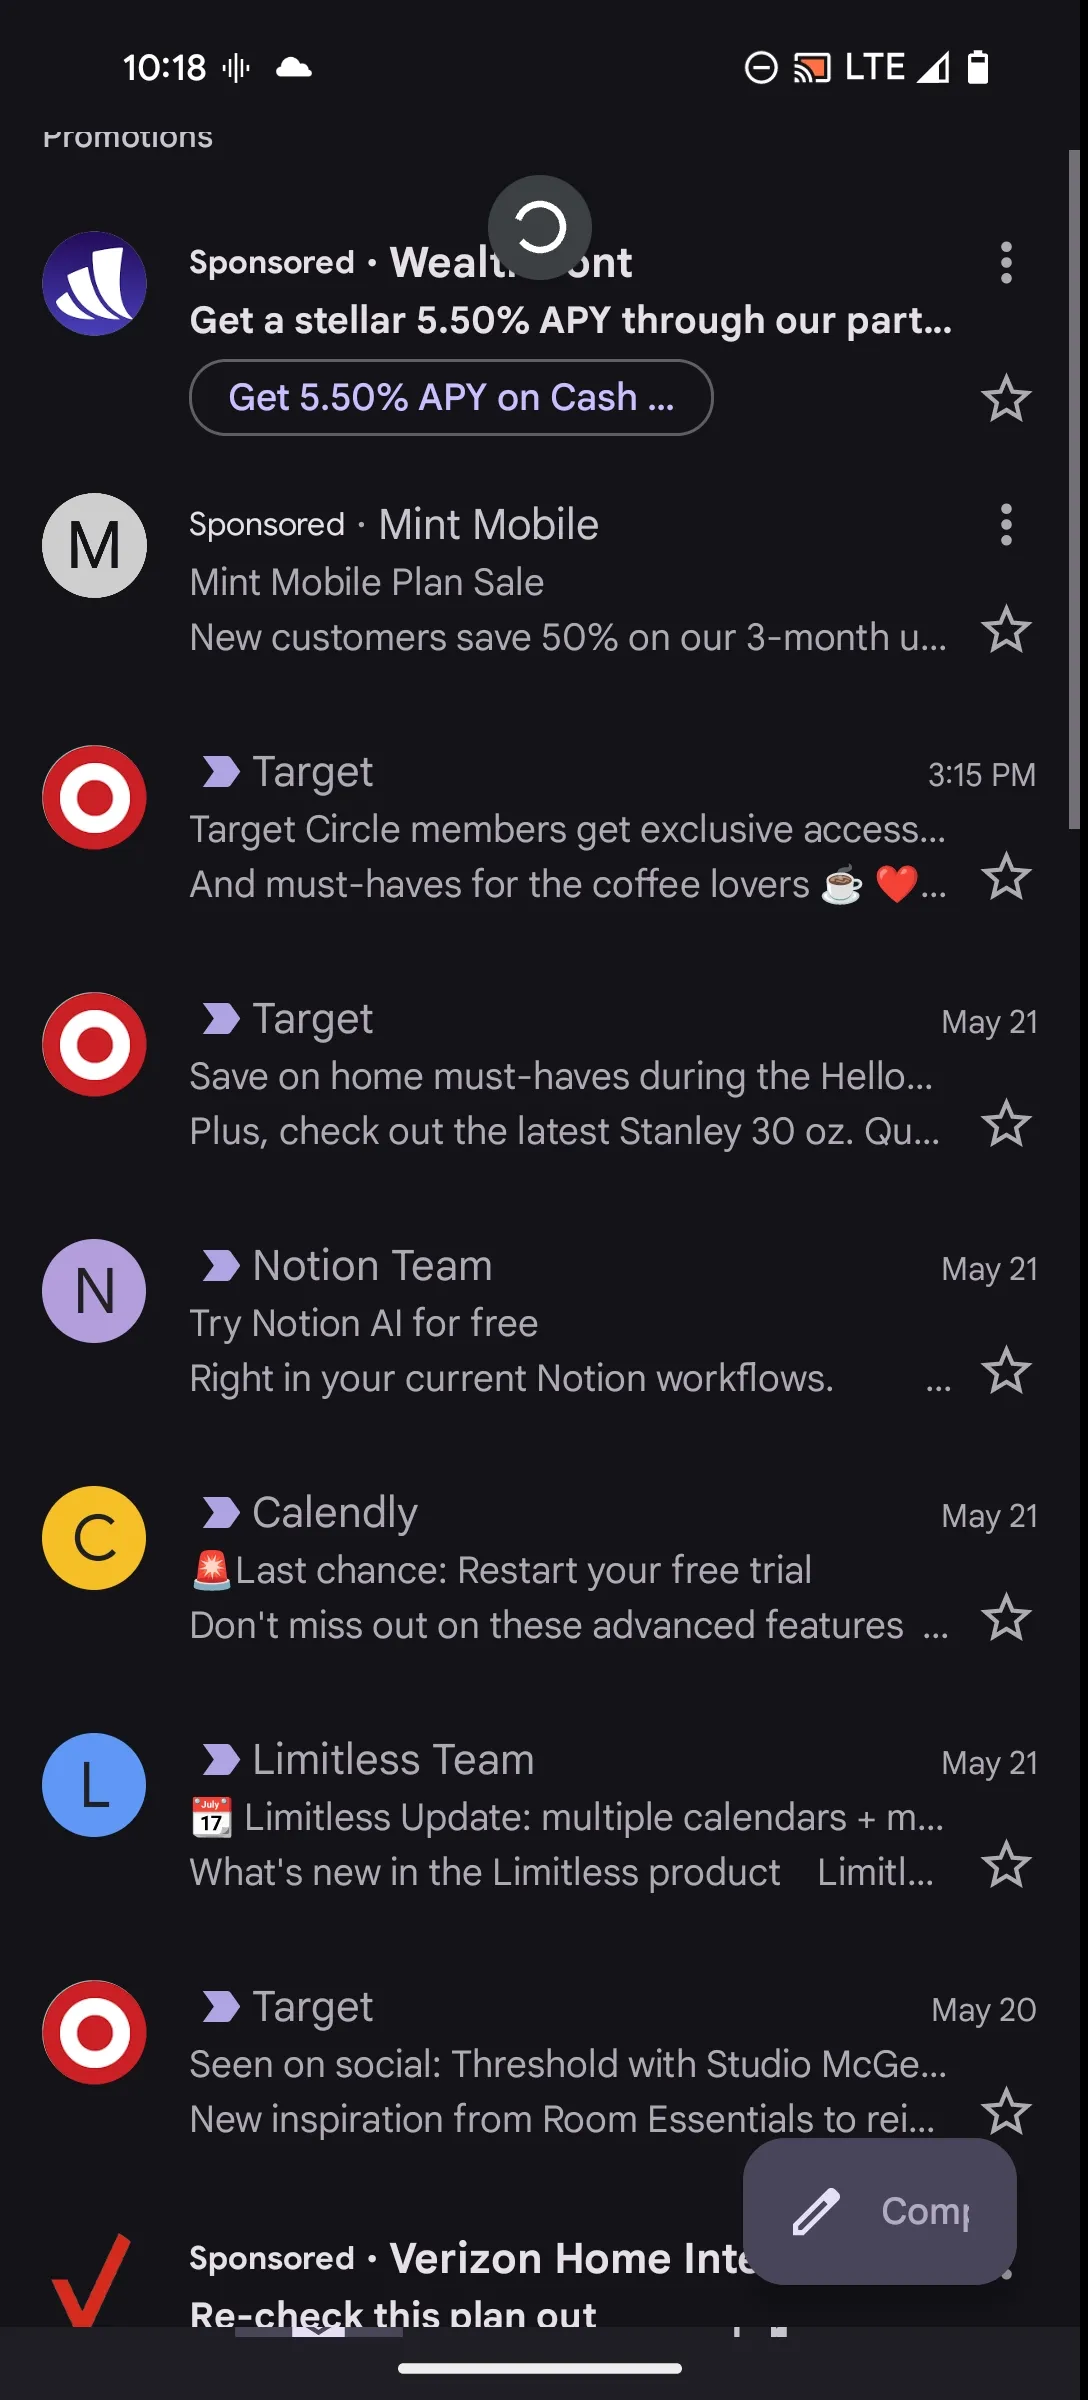 10:18
LTE
Promotions
Sponsored · Wealthfront
Get a stellar 5.50% APY through our part...
Get 5.50% APY on Cash ...
M
Sponsored · Mint Mobile
Mint Mobile Plan Sale
New customers save 50% on our 3-month u...
Target
3:15 PM
Target Circle members get exclusive access...
And must-haves for the coffee lovers ☕ ❤️...
Target
May 21
Save on home must-haves during the Hello...
Plus, check out the latest Stanley 30 oz. Qu...
N
Notion Team
May 21
Try Notion AI for free
Right in your current Notion workflows. ...
C
Calendly
May 21
🚨Last chance: Restart your free trial
Don't miss out on these advanced features ...
L
Limitless Team
May 21
📆 Limitless Update: multiple calendars + m...
What's new in the Limitless product Limitl...
Target
May 20
Seen on social: Threshold with Studio McGe...
New inspiration from Room Essentials to rei...
Comp
Sponsored · Verizon Home Inte
Re-check this plan out